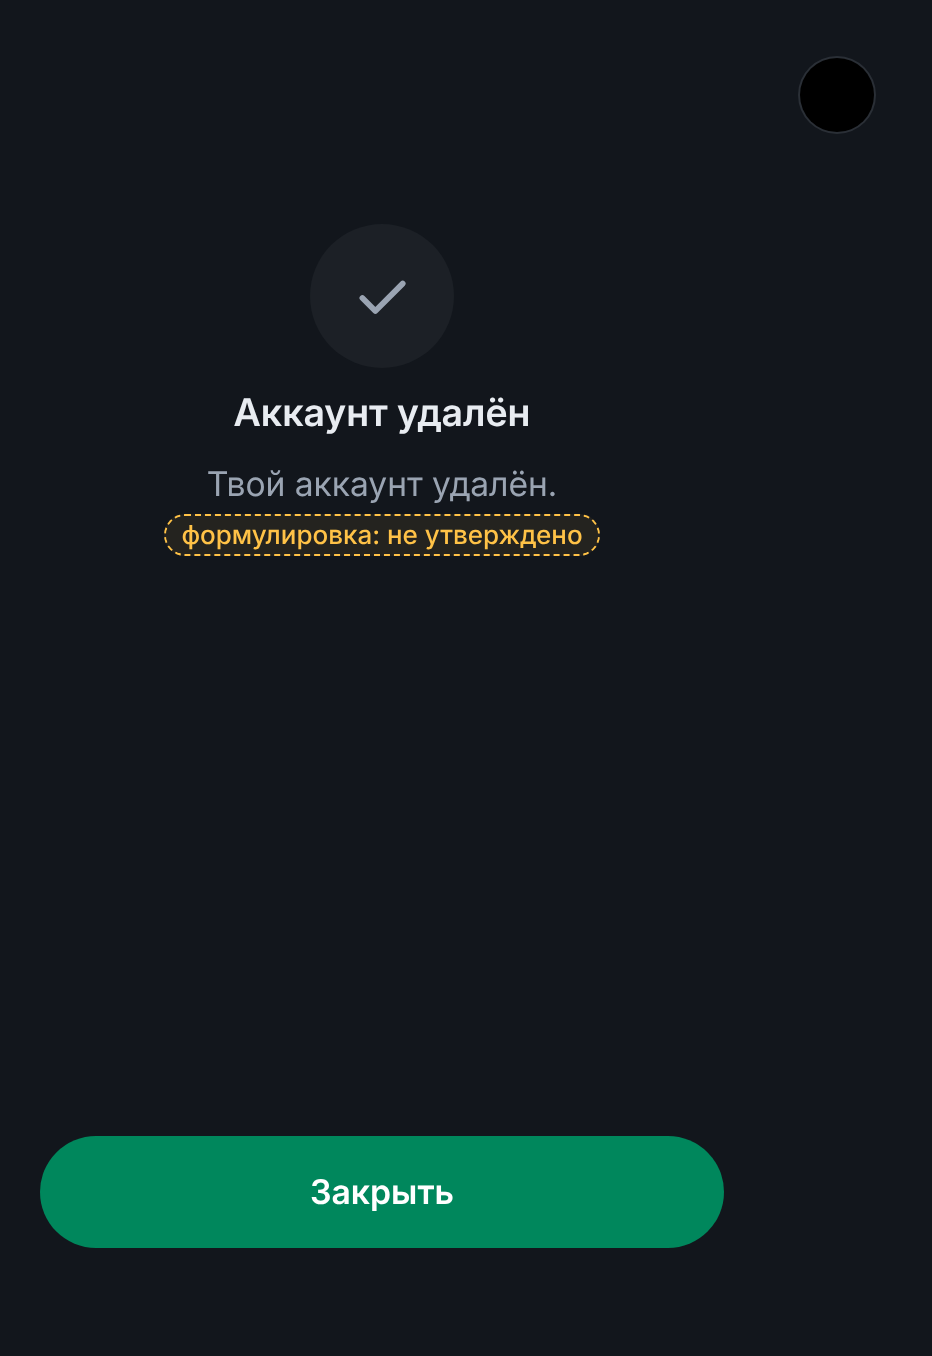 Аккаунт удалён
Твой аккаунт удалён.
формулировка: не утверждено
Закрыть